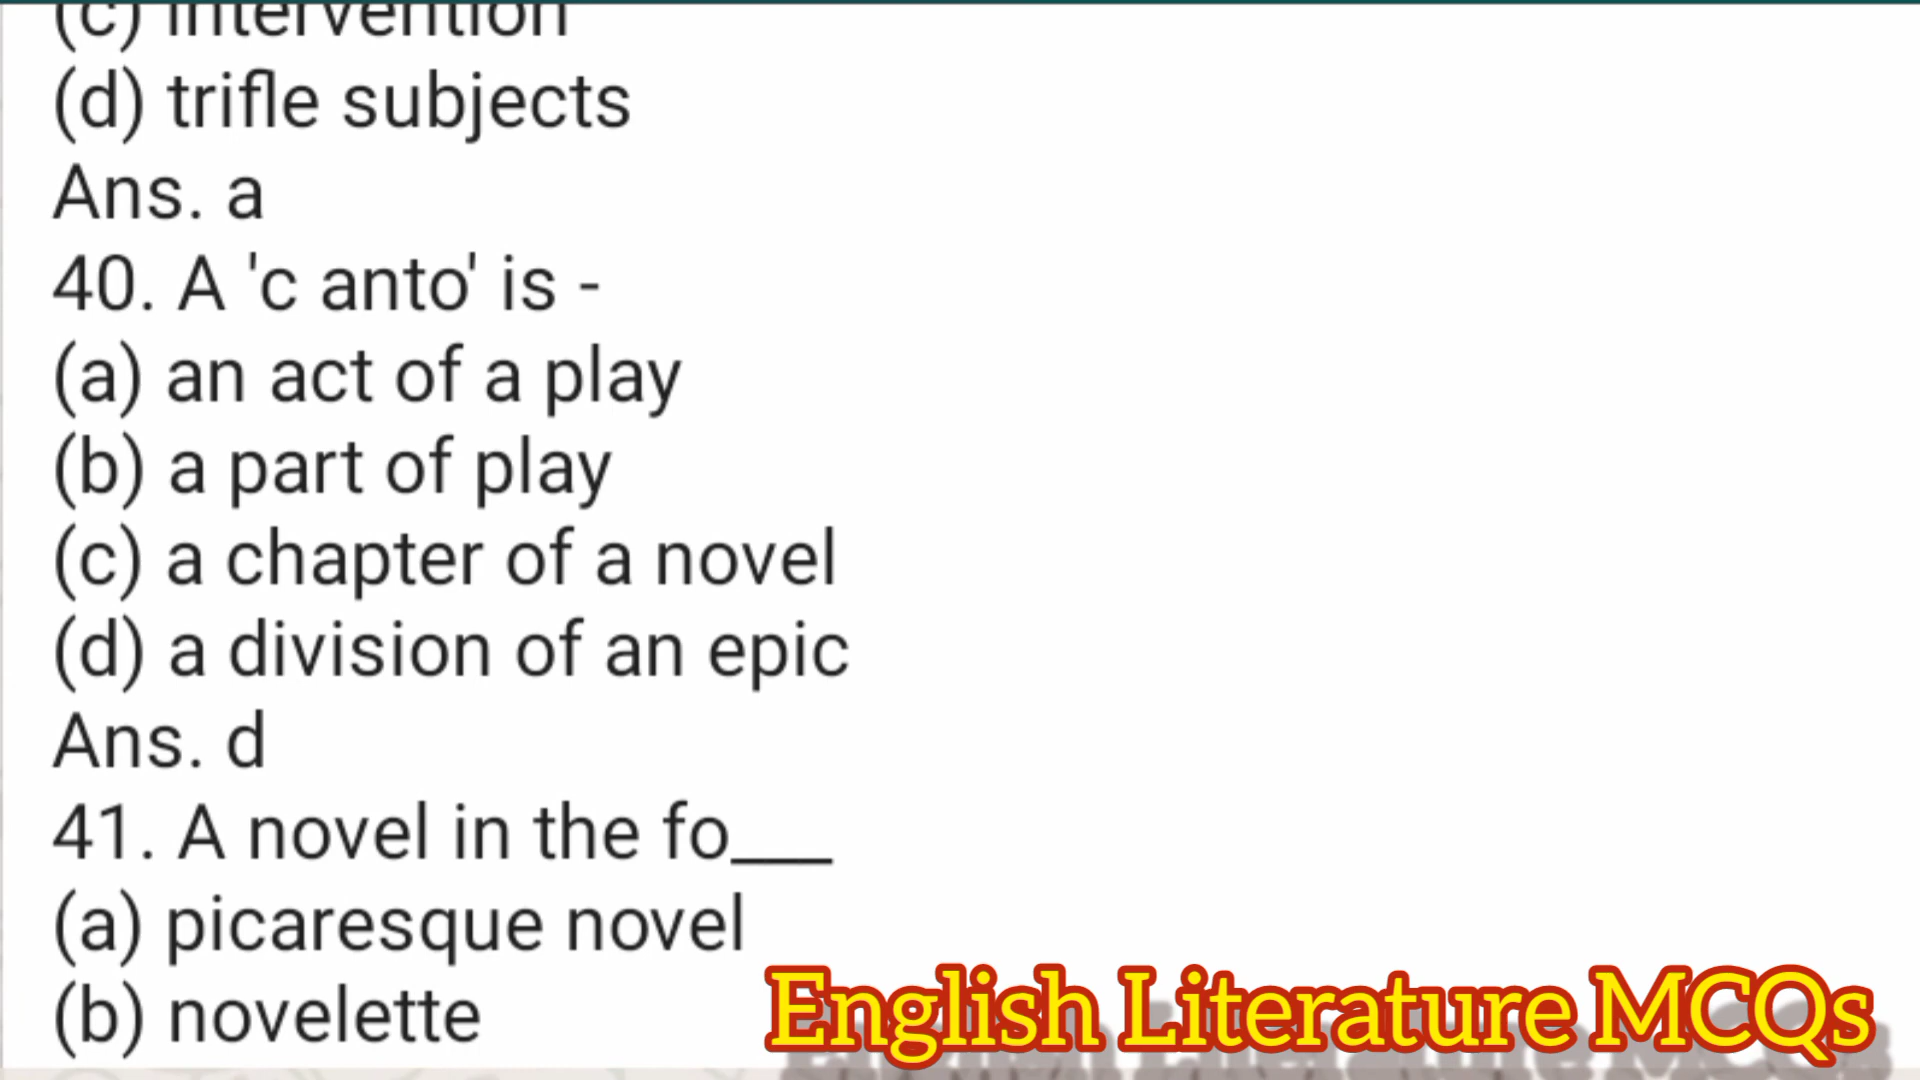 (c) intervention
(d) trifle subjects
Ans. a
40. A 'c anto' is -
(a) an act of a play
(b) a part of play
(c) a chapter of a novel
(d) a division of an epic
Ans. d
41. A novel in the fo___
(a) picaresque novel
(b) novelette
English Literature MCQs